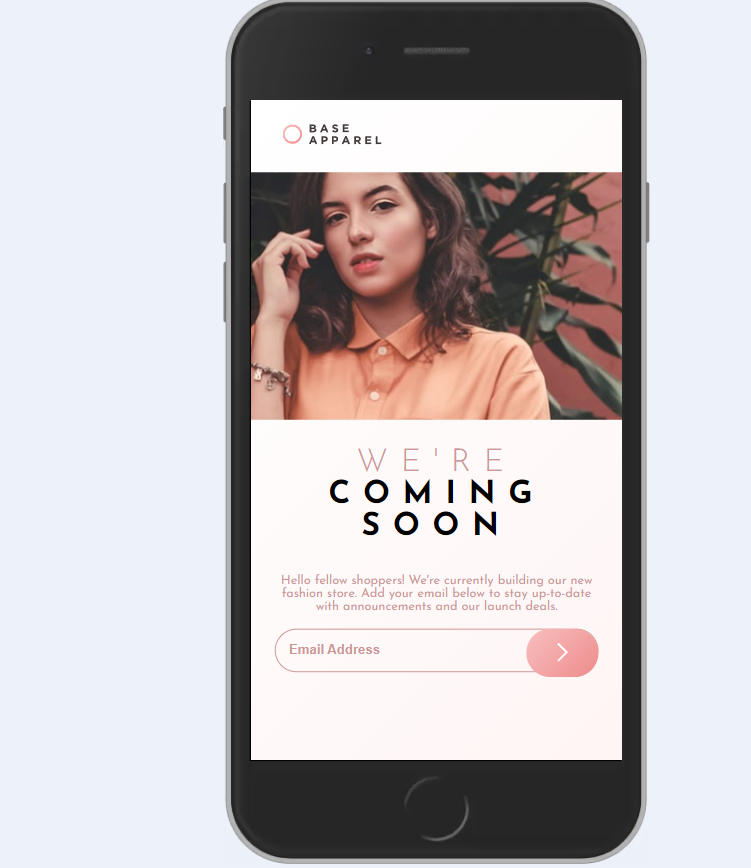 BASE
APPAREL
WE'RE
COMING
SOON
Hello fellow shoppers! We're currently building our new
fashion store. Add your email below to stay up-to-date
with announcements and our launch deals.
Email Address